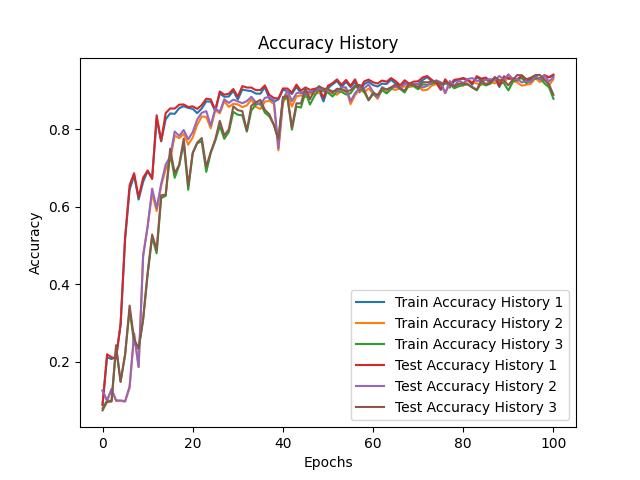 Accuracy History
Accuracy
0.8
0.6
0.4
0.2
Train Accuracy History 1
Train Accuracy History 2
Train Accuracy History 3
Test Accuracy History 1
Test Accuracy History 2
Test Accuracy History 3
0 20 40 60 80 100
Epochs